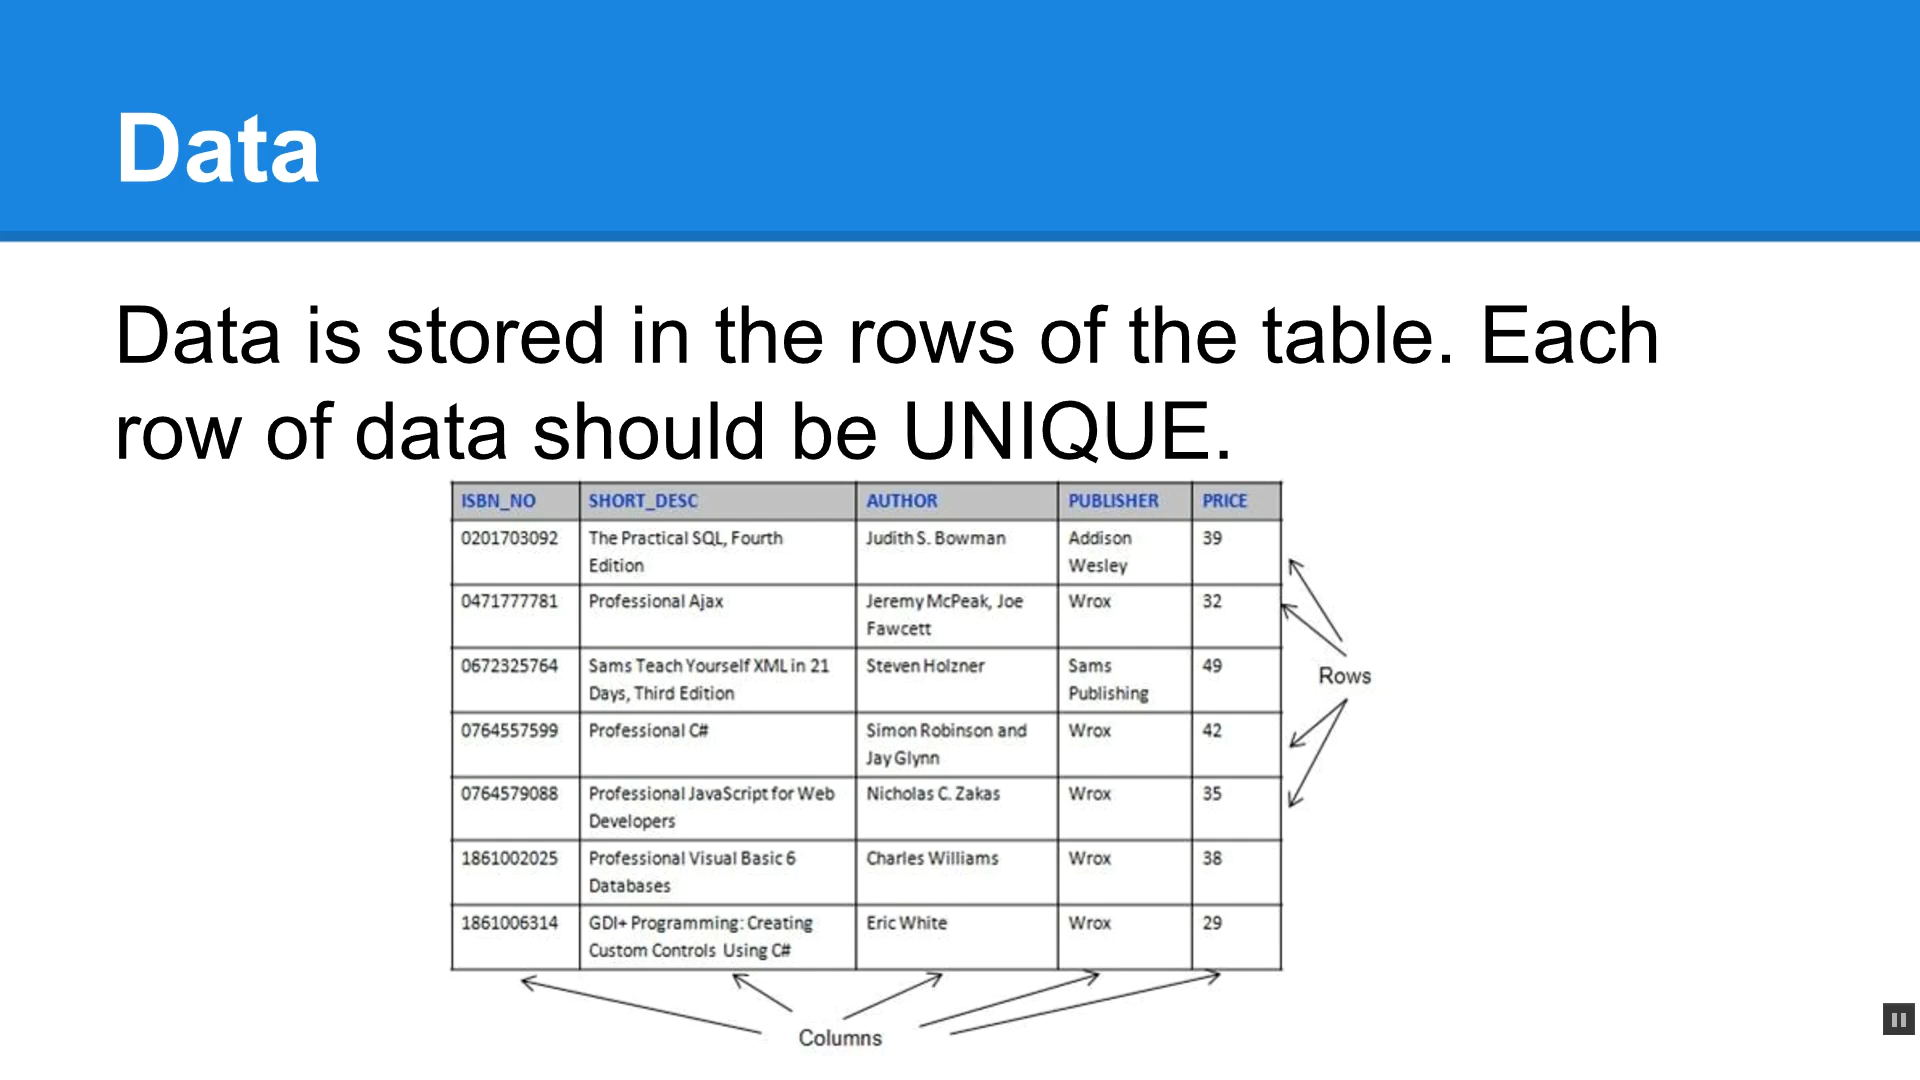 Data
Data is stored in the rows of the table. Each
row of data should be UNIQUE.
ISBN_NO SHORT_DESC AUTHOR PUBLISHER PRICE
0201703092 The Practical SQL, Fourth Edition Judith S. Bowman Addison Wesley 39
0471777781 Professional Ajax Jeremy McPeak, Joe Fawcett Wrox 32
0672325764 Sams Teach Yourself XML in 21 Days, Third Edition Steven Holzner Sams Publishing 49
0764557599 Professional C# Simon Robinson and Jay Glynn Wrox 42
0764579088 Professional JavaScript for Web Developers Nicholas C. Zakas Wrox 35
1861002025 Professional Visual Basic 6 Databases Charles Williams Wrox 38
1861006314 GDI+ Programming: Creating Custom Controls Using C# Eric White Wrox 29
Rows
Columns